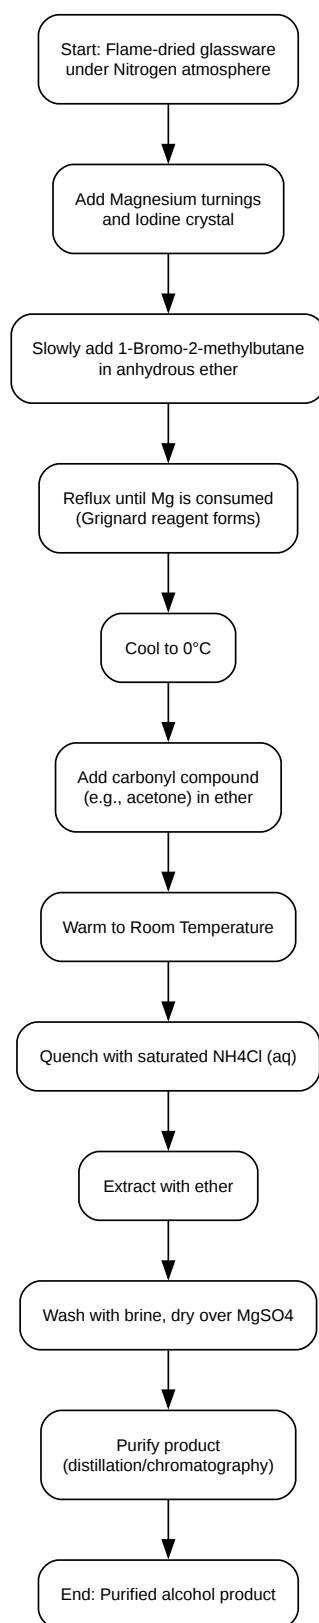 Start: Flame-dried glassware
under Nitrogen atmosphere
Add Magnesium turnings
and Iodine crystal
Slowly add 1-Bromo-2-methylbutane
in anhydrous ether
Reflux until Mg is consumed
(Grignard reagent forms)
Cool to 0°C
Add carbonyl compound
(e.g., acetone) in ether
Warm to Room Temperature
Quench with saturated NH4Cl (aq)
Extract with ether
Wash with brine, dry over MgSO4
Purify product
(distillation/chromatography)
End: Purified alcohol product